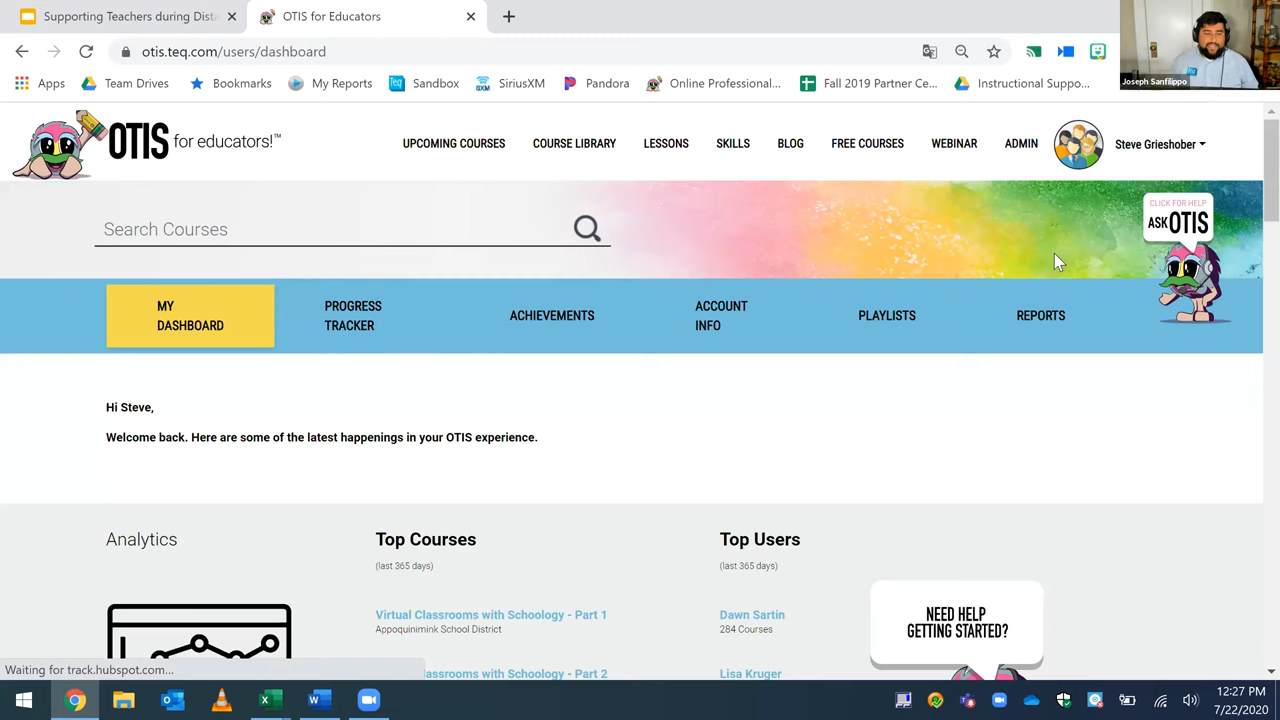 Supporting Teachers during Dist
OTIS for Educators
otis.teq.com/users/dashboard
Apps
Team Drives
Bookmarks
My Reports
Teq
Sandbox
SXM
SiriusXM
Pandora
Online Professional...
Fall 2019 Partner Ce...
Instructional Suppo...
Joseph Sanfilippo
OTIS for educators!™
UPCOMING COURSES
COURSE LIBRARY
LESSONS
SKILLS
BLOG
FREE COURSES
WEBINAR
ADMIN
Steve Grieshober
Search Courses
CLICK FOR HELP
ASK OTIS
MY
DASHBOARD
PROGRESS
TRACKER
ACHIEVEMENTS
ACCOUNT
INFO
PLAYLISTS
REPORTS
Hi Steve,
Welcome back. Here are some of the latest happenings in your OTIS experience.
Analytics
Top Courses
(last 365 days)
Virtual Classrooms with Schoology - Part 1
Appoquinimink School District
lassrooms with Schoology - Part 2
Top Users
(last 365 days)
Dawn Sartin
284 Courses
Lisa Kruger
NEED HELP
GETTING STARTED?
Waiting for track.hubspot.com...
12:27 PM
7/22/2020